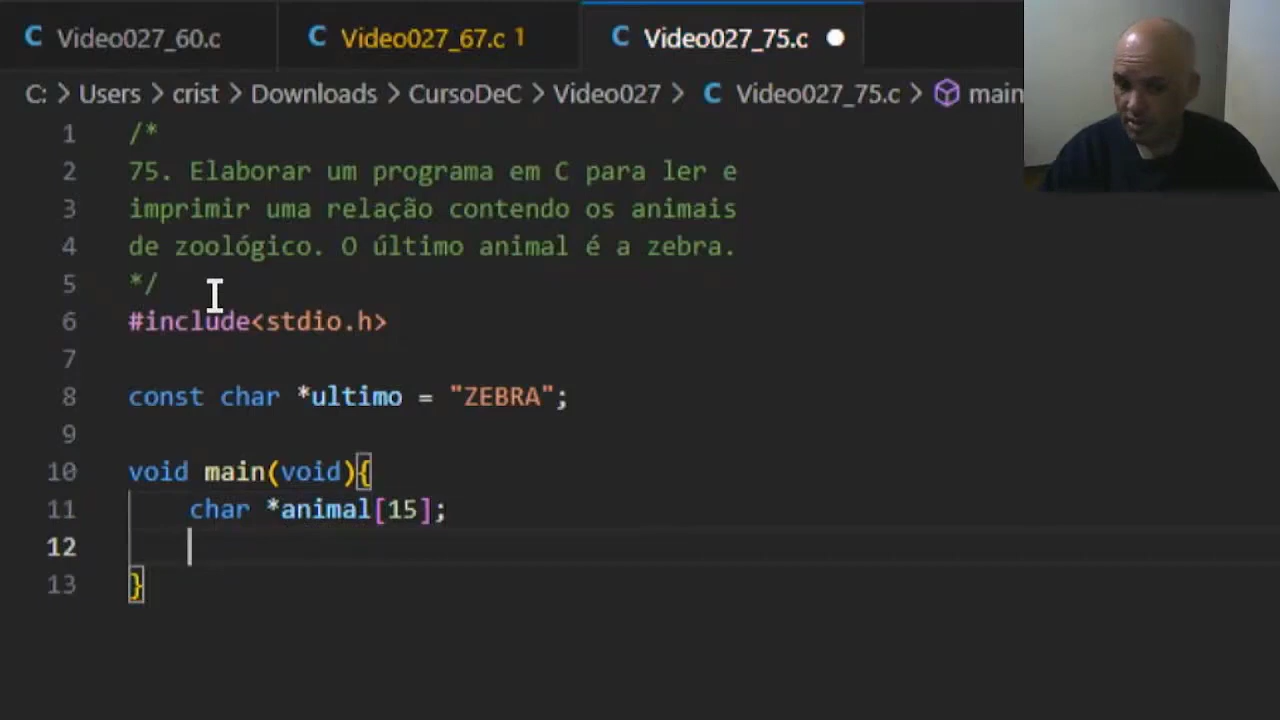 Video027_60.c
Video027_67.c 1
Video027_75.c
C: > Users > crist > Downloads > CursoDeC > Video027 > C Video027_75.c > main
1 /*
2 75. Elaborar um programa em C para ler e
3 imprimir uma relação contendo os animais
4 de zoológico. O último animal é a zebra.
5 */
6 #include<stdio.h>
7
8 const char *ultimo = "ZEBRA";
9
10 void main(void){
11 char *animal[15];
12
13 }